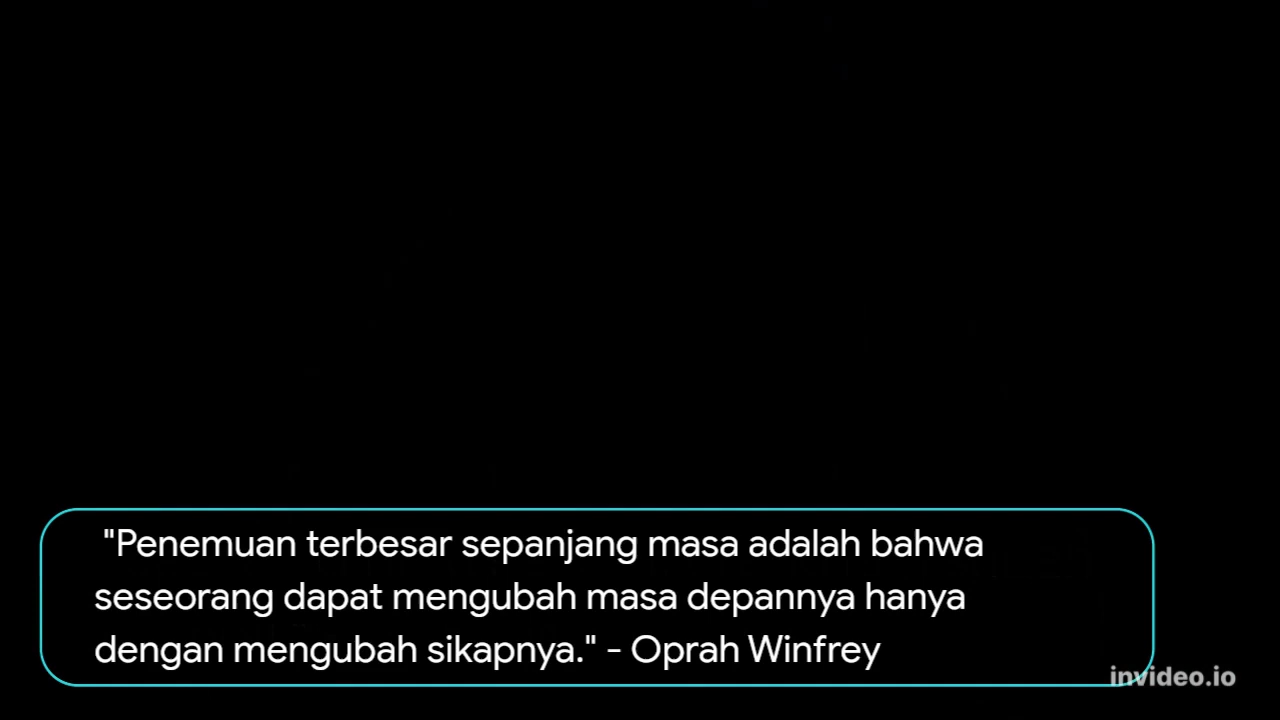 "Penemuan terbesar sepanjang masa adalah bahwa
seseorang dapat mengubah masa depannya hanya
dengan mengubah sikapnya." - Oprah Winfrey
invideo.io